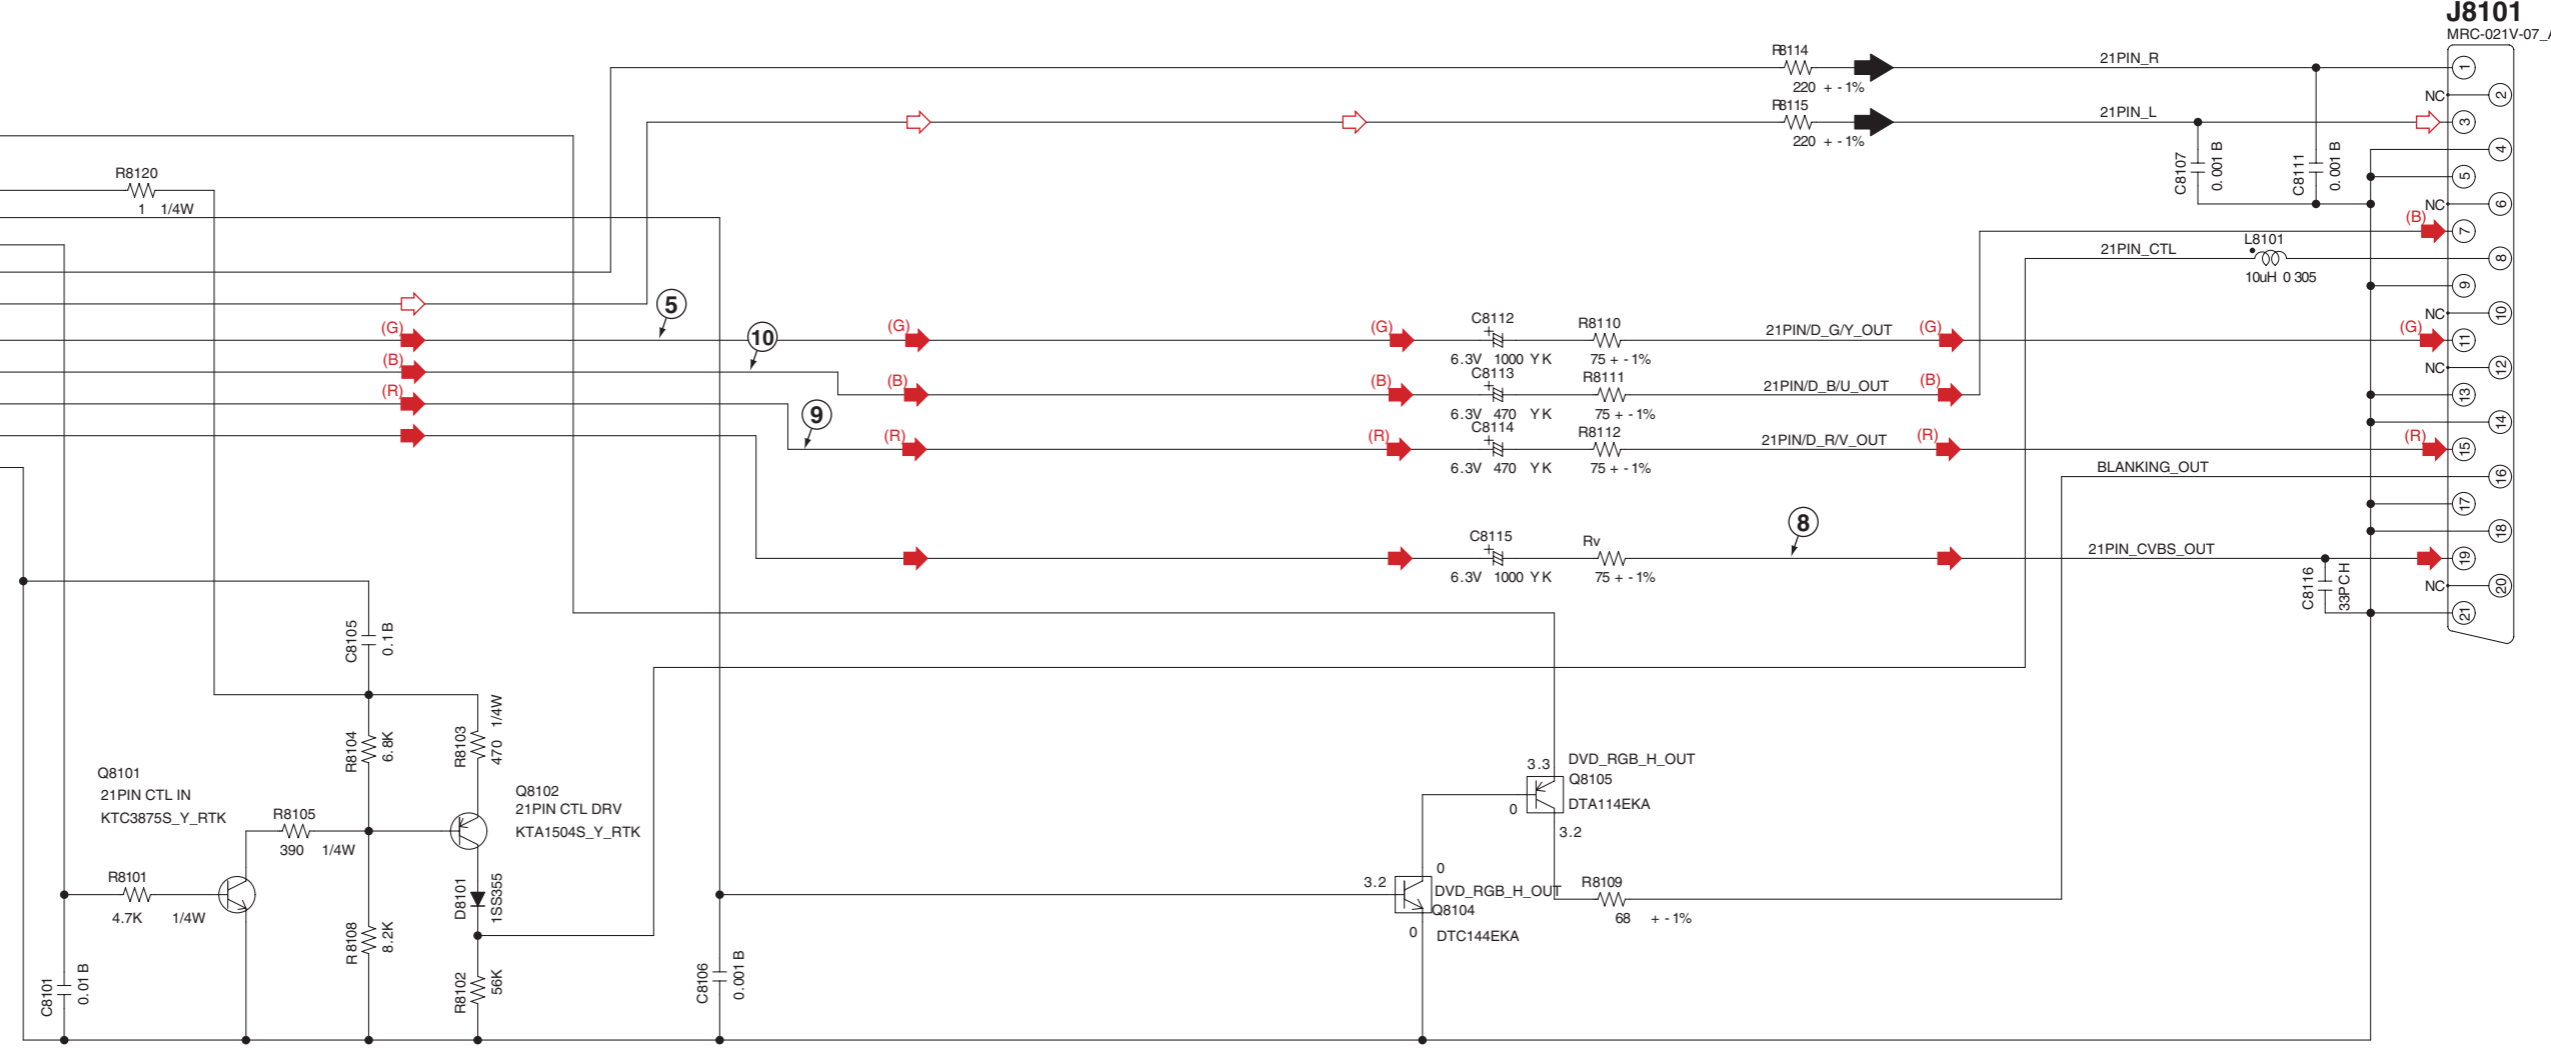 J8101
MRC-021V-07_A
R8114
220 + - 1%
21PIN_R
1
NC
2
R8115
220 + - 1%
21PIN_L
3
C8107
0.001 B
C8111
0.001 B
4
5
NC
6
R8120
1 1/4W
(B)
7
21PIN_CTL
L8101
10uH 0 305
8
9
NC
10
5
10
9
(G)
(G)
(G)
C8112
6.3V 1000 Y K
R8110
75 + - 1%
21PIN/D_G/Y_OUT
(G)
(G)
11
NC
12
(B)
(B)
(B)
C8113
6.3V 470 Y K
R8111
75 + - 1%
21PIN/D_B/U_OUT
(B)
13
14
(R)
(R)
(R)
C8114
6.3V 470 Y K
R8112
75 + - 1%
21PIN/D_R/V_OUT
(R)
(R)
15
BLANKING_OUT
16
17
18
C8115
6.3V 1000 Y K
Rv
75 + - 1%
8
21PIN_CVBS_OUT
19
C8116
33P CH
NC
20
21
C8105
0.1 B
R8104
6.8K
R8103
470 1/4W
Q8101
21PIN CTL IN
KTC3875S_Y_RTK
R8105
390 1/4W
Q8102
21PIN CTL DRV
KTA1504S_Y_RTK
R8101
4.7K 1/4W
D8101
1SS355
R8108
8.2K
R8102
56K
C8101
0.01 B
C8106
0.001 B
3.3
DVD_RGB_H_OUT
Q8105
0
DTA114EKA
3.2
0
3.2
DVD_RGB_H_OUT
Q8104
0
DTC144EKA
R8109
68 + - 1%